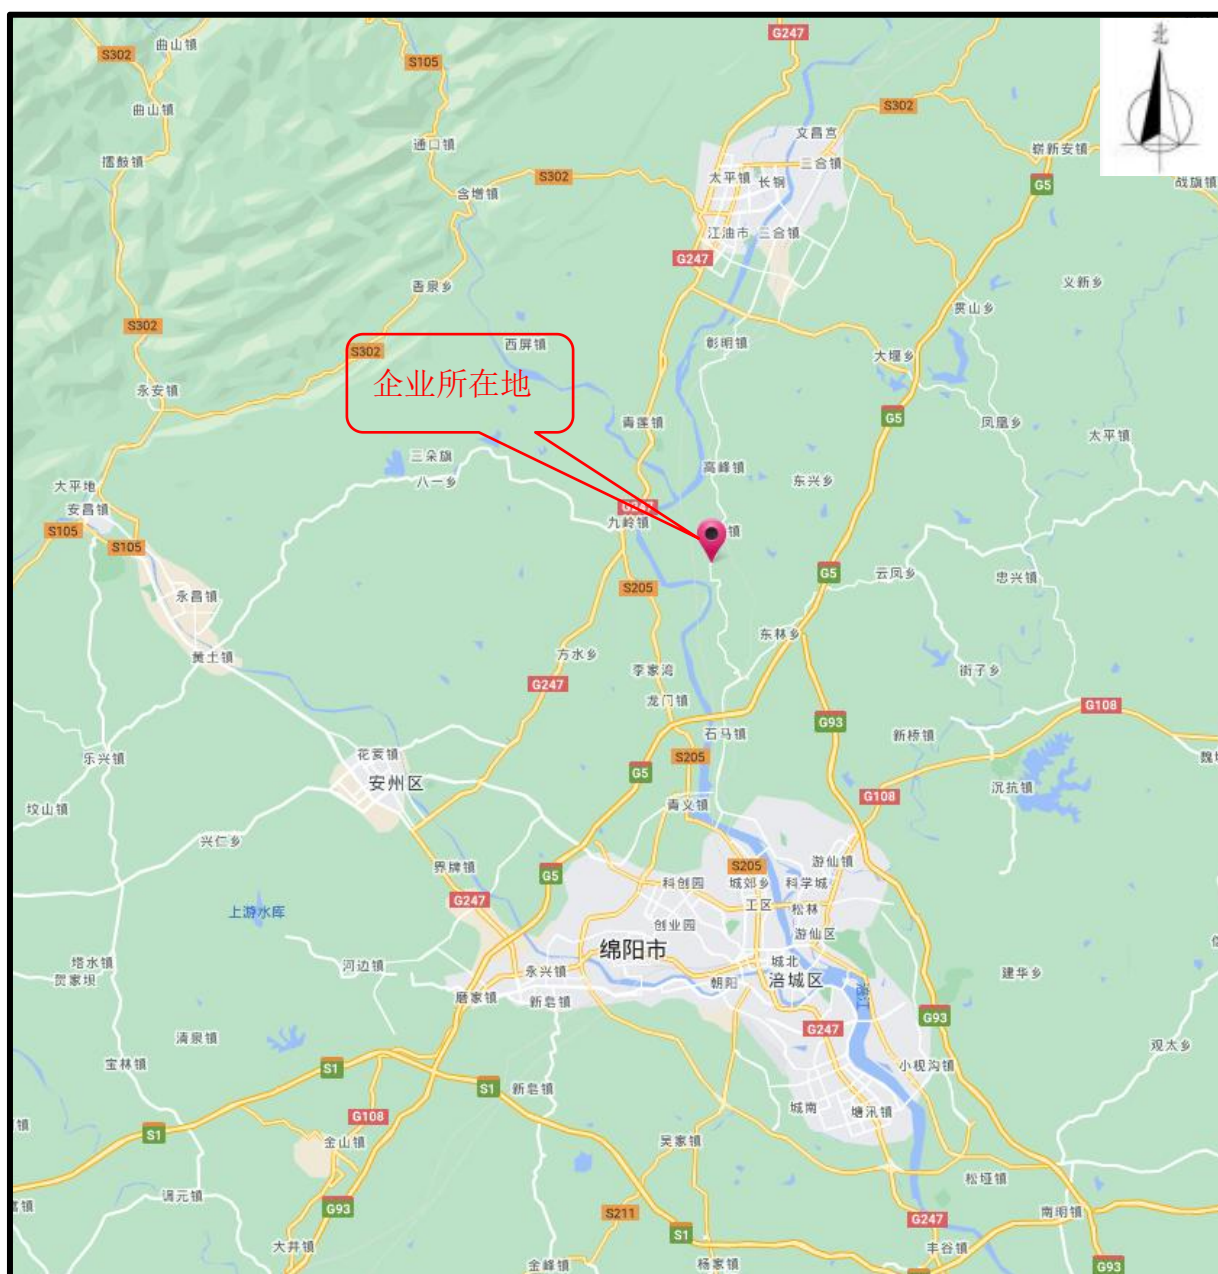 G247
北
曲山镇
S302
S105
曲山镇
S302
文昌宫
通口镇
三合镇
擂鼓镇
S302
太平镇
长钢
G5
战旗镇
含增镇
江油市
三合镇
G247
香泉乡
义新乡
贯山乡
S302
S302
西屏镇
彰明镇
大堰乡
企业所在地
永安镇
青莲镇
G5
凤凰乡
太平镇
三朵旗
八一乡
高峰镇
东兴乡
大平地
安昌镇
九岭镇
镇
S105
S105
S205
G5
云凤乡
忠兴镇
永昌镇
黄土镇
方水乡
李家湾
东林乡
街子乡
G247
龙门镇
G108
石马镇
G93
新桥镇
乐兴镇
花荄镇
安州区
S205
G5
沉抗镇
坟山镇
青义镇
G108
兴仁乡
界牌镇
G5
S205
游仙镇
科创园
城郊乡
科学城
G247
工区
松林
上游水库
创业园
游仙区
绵阳市
塔水镇
贺家坝
河边镇
永兴镇
城北
朝阳
涪城区
涪江
建华乡
磨家镇
新皂镇
G93
清泉镇
G247
宝林镇
S1
小枧沟镇
观太乡
S1
新皂镇
G108
城南
塘汛镇
S1
金山镇
吴家镇
镇
调元镇
松垭镇
G93
S211
G247
南明镇
大井镇
S1
丰谷镇
金峰镇
杨家镇
G93